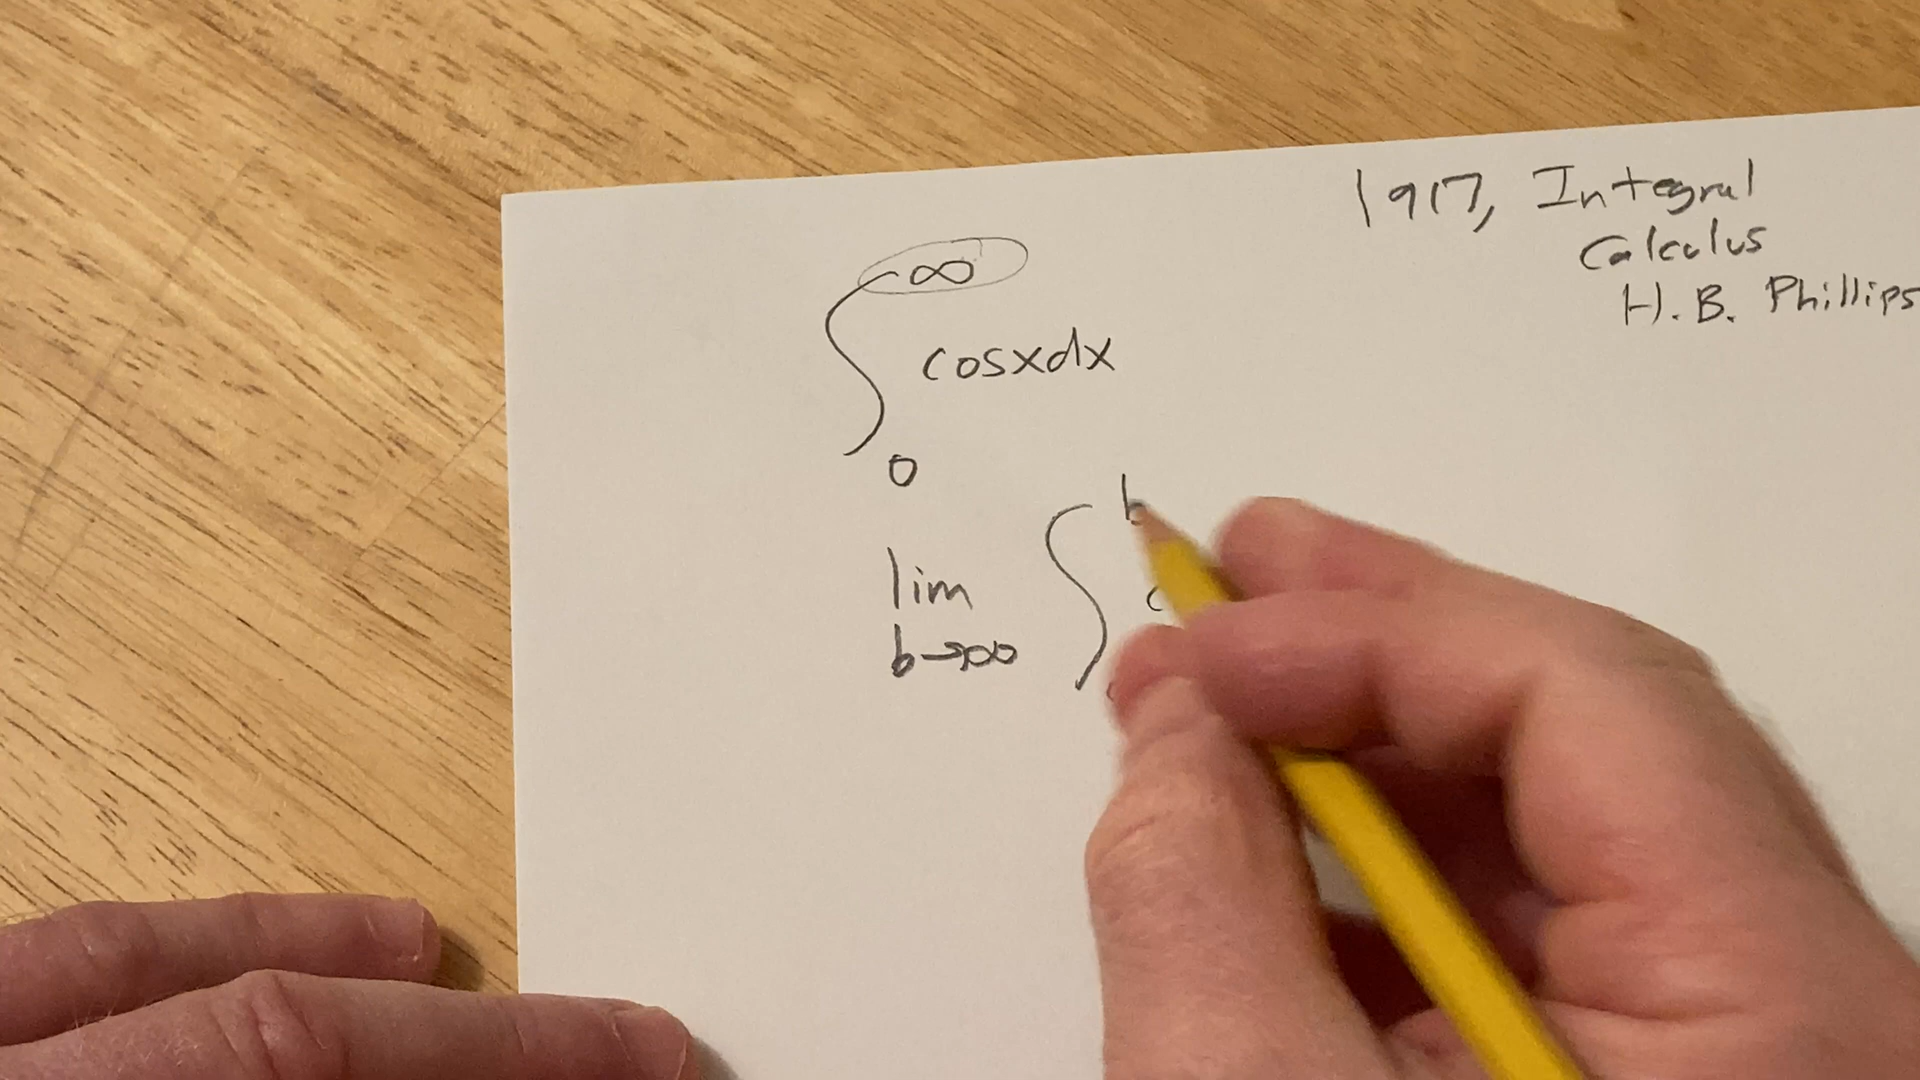 1917, Integral
Calculus
H. B. Phillips
∞
∫ cosxdx
0
b
lim ∫ c
b→∞